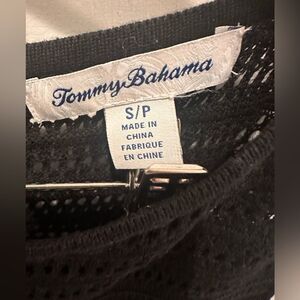 Tommy Bahama
S/P
MADE IN
CHINA
FABRIQUE
EN CHINE